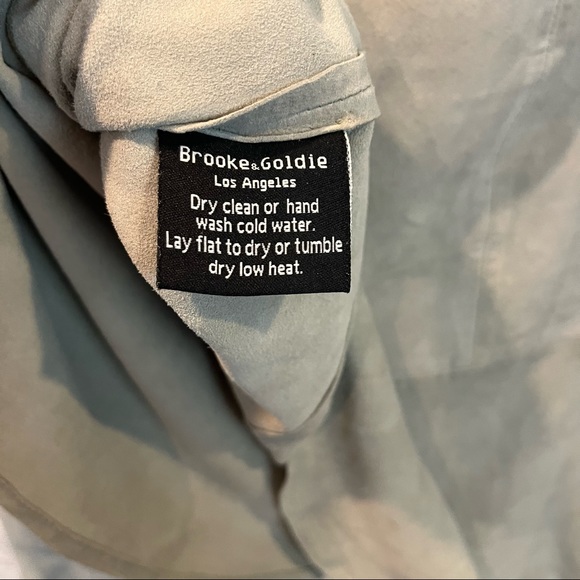 Brooke&Goldie
Los Angeles
Dry clean or hand
wash cold water.
Lay flat to dry or tumble
dry low heat.